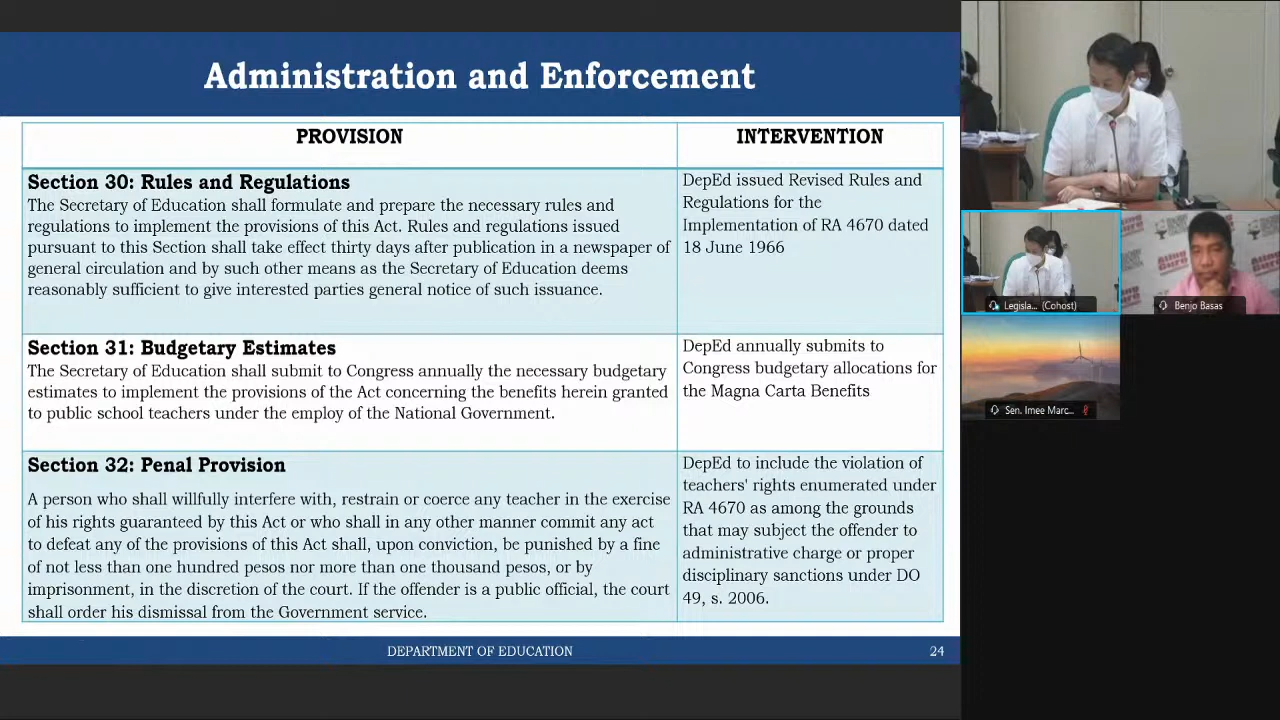 Administration and Enforcement
PROVISION
INTERVENTION
Section 30: Rules and Regulations
The Secretary of Education shall formulate and prepare the necessary rules and
regulations to implement the provisions of this Act. Rules and regulations issued
pursuant to this Section shall take effect thirty days after publication in a newspaper of
general circulation and by such other means as the Secretary of Education deems
reasonably sufficient to give interested parties general notice of such issuance.
DepEd issued Revised Rules and
Regulations for the
Implementation of RA 4670 dated
18 June 1966
Section 31: Budgetary Estimates
The Secretary of Education shall submit to Congress annually the necessary budgetary
estimates to implement the provisions of the Act concerning the benefits herein granted
to public school teachers under the employ of the National Government.
DepEd annually submits to
Congress budgetary allocations for
the Magna Carta Benefits
Section 32: Penal Provision
A person who shall willfully interfere with, restrain or coerce any teacher in the exercise
of his rights guaranteed by this Act or who shall in any other manner commit any act
to defeat any of the provisions of this Act shall, upon conviction, be punished by a fine
of not less than one hundred pesos nor more than one thousand pesos, or by
imprisonment, in the discretion of the court. If the offender is a public official, the court
shall order his dismissal from the Government service.
DepEd to include the violation of
teachers' rights enumerated under
RA 4670 as among the grounds
that may subject the offender to
administrative charge or proper
disciplinary sanctions under DO
49, s. 2006.
DEPARTMENT OF EDUCATION
24
Legisla... (Cohost)
Benjo Basas
Sen. Imee Marc...